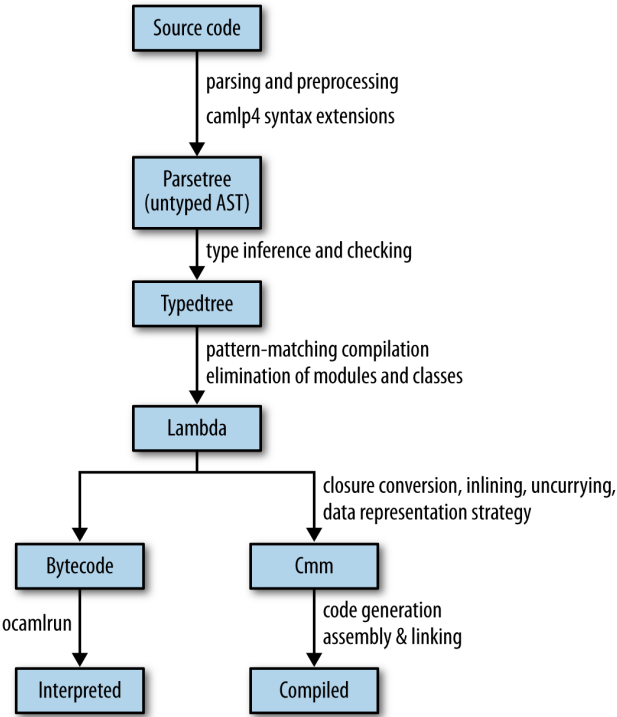 Source code
parsing and preprocessing
camlp4 syntax extensions
Parsetree
(untyped AST)
type inference and checking
Typedtree
pattern-matching compilation
elimination of modules and classes
Lambda
closure conversion, inlining, uncurrying,
data representation strategy
Bytecode
Cmm
ocamlrun
code generation
assembly & linking
Interpreted
Compiled